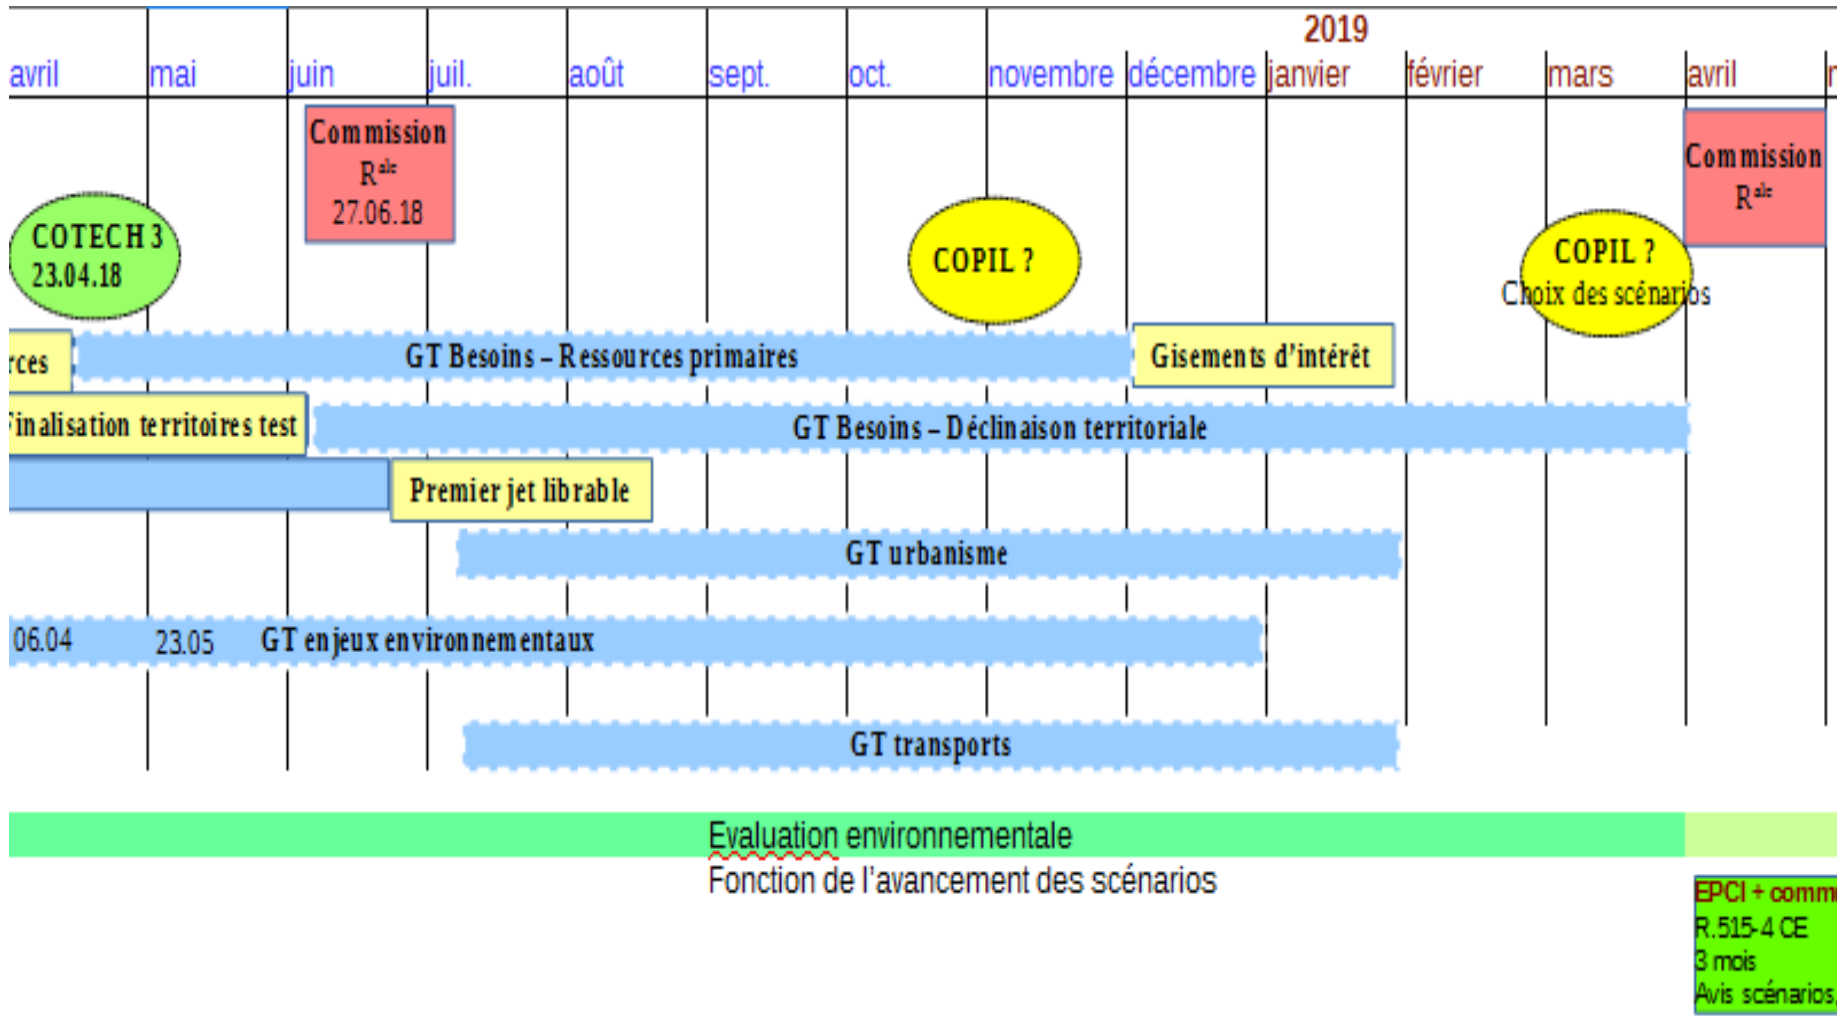 2019
avril mai juin juil. août sept. oct. novembre décembre janvier février mars avril
Commission
Rale
27.06.18
Commission
Rale
COTECH 3
23.04.18
COPIL ?
COPIL ?
Choix des scénarios
rces
GT Besoins – Ressources primaires
Gisements d'intérêt
Finalisation territoires test
GT Besoins – Déclinaison territoriale
Premier jet librable
GT urbanisme
06.04
23.05
GT enjeux environnementaux
GT transports
Evaluation environnementale
Fonction de l'avancement des scénarios
EPCI + comm
R.515-4 CE
3 mois
Avis scénarios,